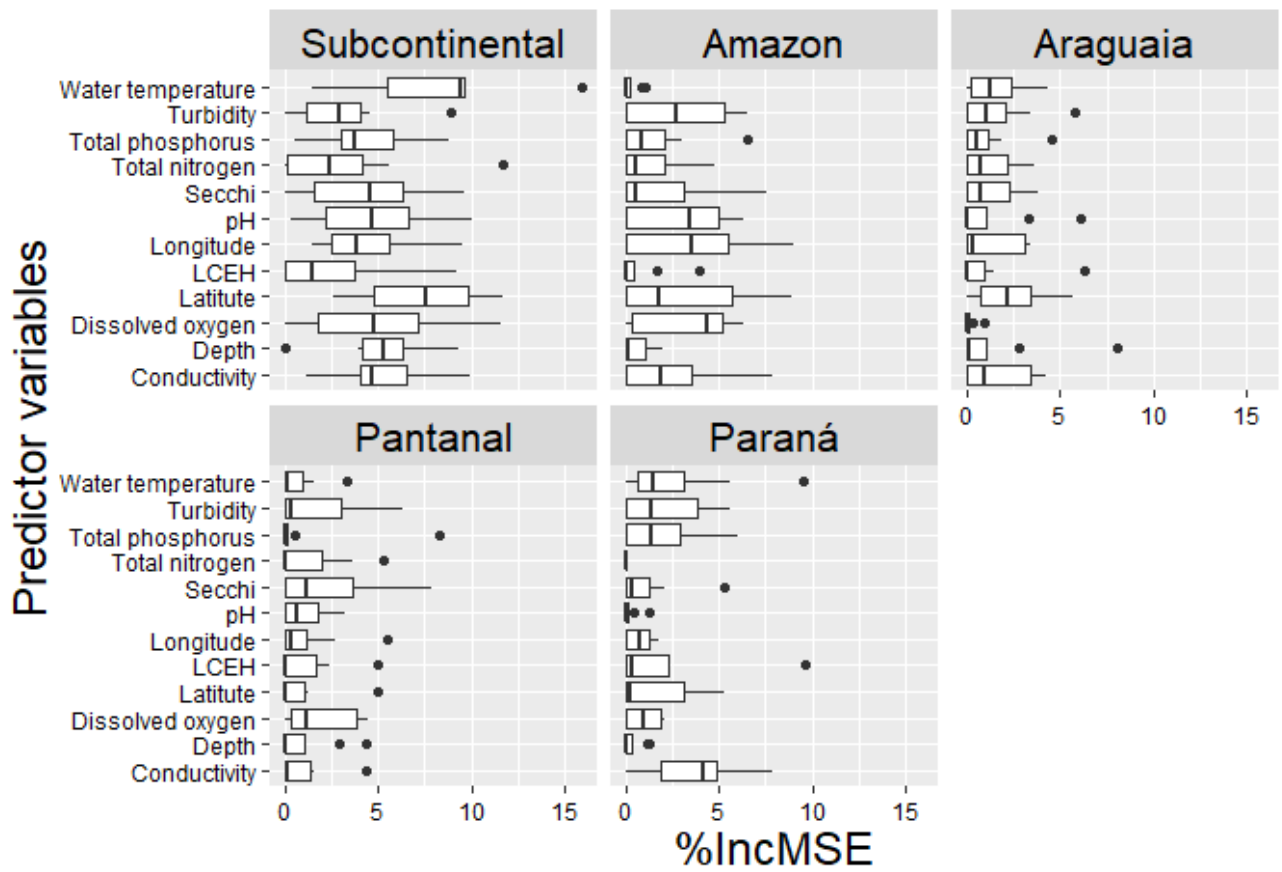 Subcontinental Amazon Araguaia
Water temperature
Turbidity
Total phosphorus
Total nitrogen
Secchi
pH
Longitude
LCEH
Latitute
Dissolved oxygen
Depth
Conductivity
0 5 10 15
Pantanal Paraná
Water temperature
Turbidity
Total phosphorus
Total nitrogen
Secchi
pH
Longitude
LCEH
Latitute
Dissolved oxygen
Depth
Conductivity
0 5 10 15 0 5 10 15
%IncMSE
Predictor variables